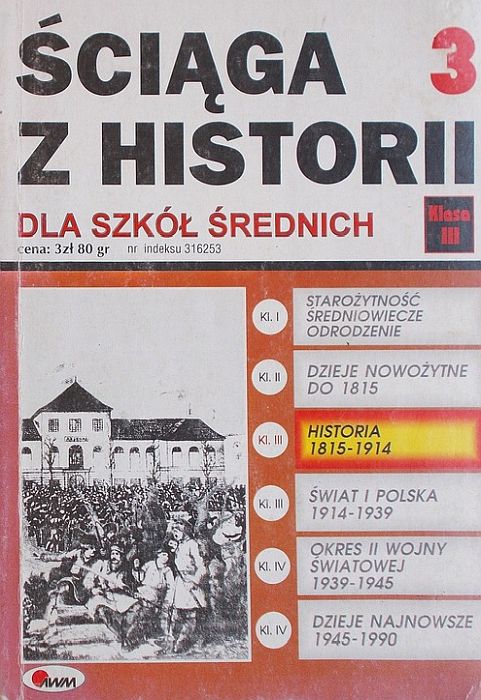 ŚCIĄGA 3
Z HISTORII
DLA SZKÓŁ ŚREDNICH
Klasa
III
cena: 3zł 80 gr nr indeksu 316253
Kl. I
STAROŻYTNOŚĆ
ŚREDNIOWIECZE
ODRODZENIE
Kl. II
DZIEJE NOWOŻYTNE
DO 1815
Kl. III
HISTORIA
1815-1914
Kl. III
ŚWIAT I POLSKA
1914-1939
Kl. IV
OKRES II WOJNY
ŚWIATOWEJ
1939-1945
Kl. IV
DZIEJE NAJNOWSZE
1945-1990
AWM